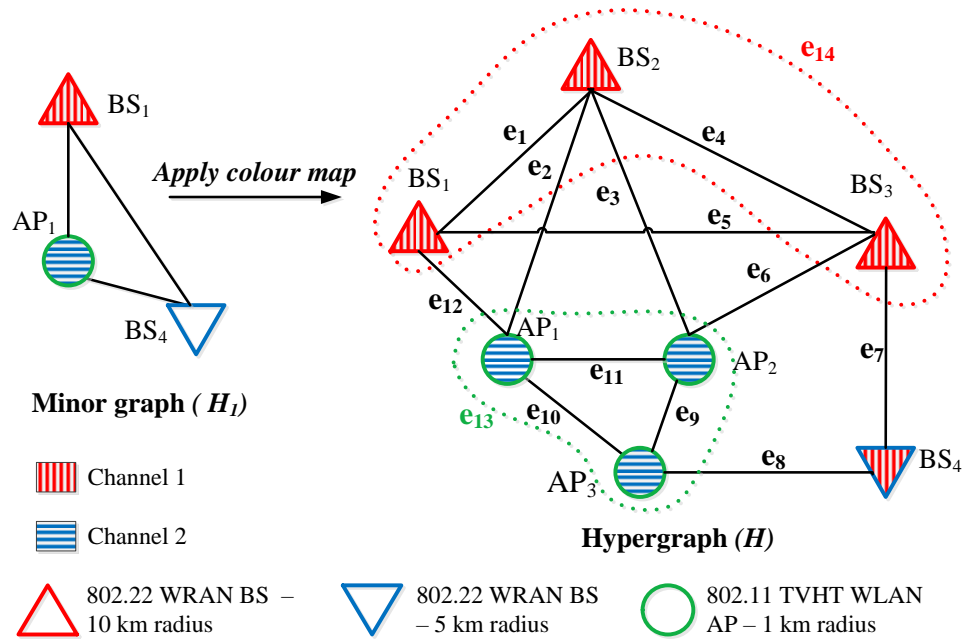 BS1
AP1
BS4
Minor graph ( H1)
Apply colour map
BS2
e14
e1
e2
e3
e4
BS1
BS3
e5
e6
e12
AP1
AP2
e7
e11
e13
e10
e9
AP3
e8
BS4
Hypergraph (H)
Channel 1
Channel 2
802.22 WRAN BS –
10 km radius
802.22 WRAN BS
– 5 km radius
802.11 TVHT WLAN
AP – 1 km radius